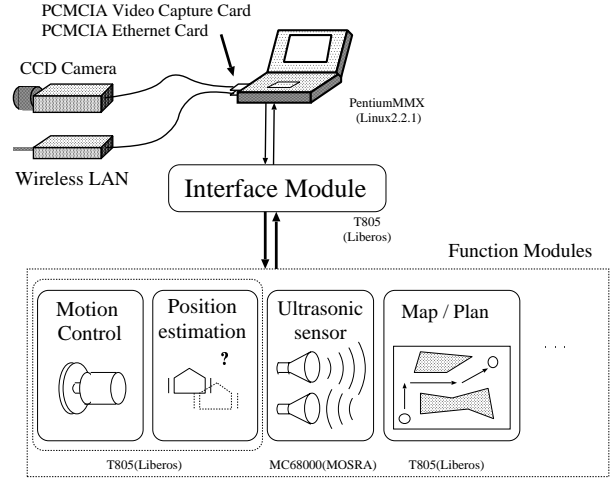 PCMCIA Video Capture Card
PCMCIA Ethernet Card
CCD Camera
PentiumMMX
(Linux2.2.1)
Wireless LAN
Interface Module
T805
(Liberos)
Function Modules
Motion
Control
Position
estimation
?
Ultrasonic
sensor
Map / Plan
. . .
T805(Liberos)
MC68000(MOSRA)
T805(Liberos)